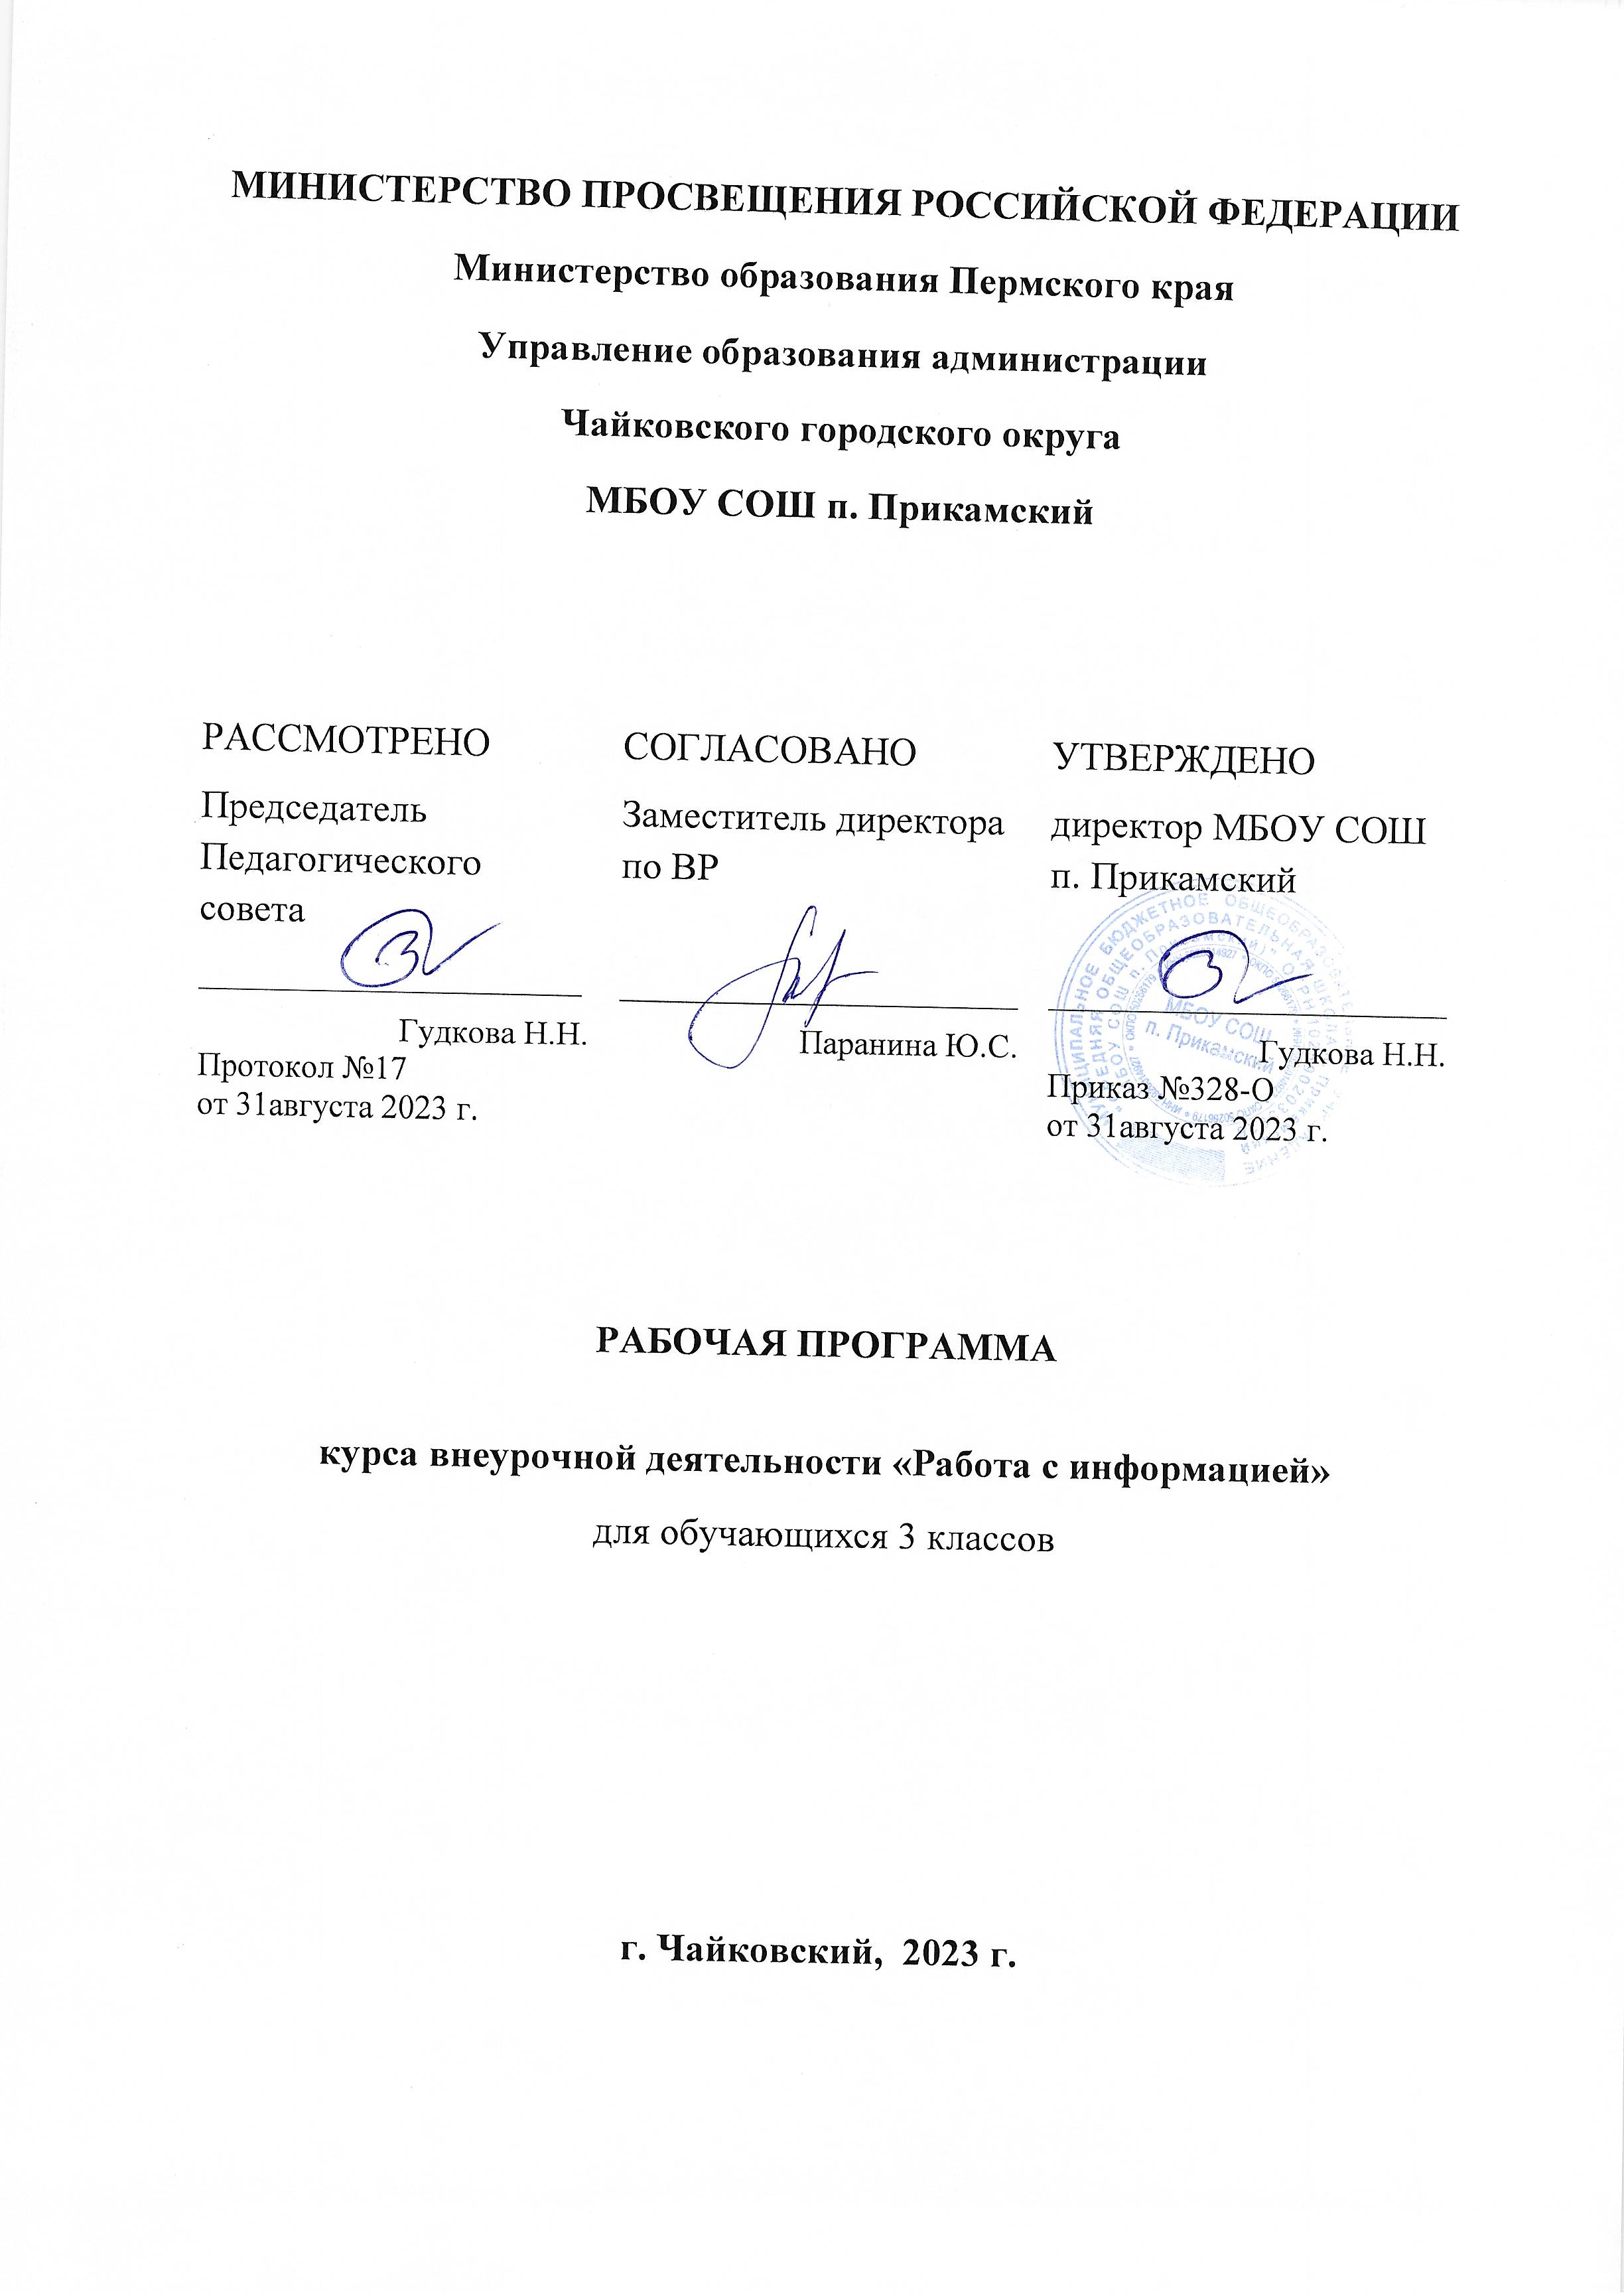 МИНИСТЕРСТВО ПРОСВЕЩЕНИЯ РОССИЙСКОЙ ФЕДЕРАЦИИ
Министерство образования Пермского края
Управление образования администрации
Чайковского городского округа
МБОУ СОШ п. Прикамский
РАССМОТРЕНО
Председатель
Педагогического
совета
Гудкова Н.Н.
Протокол №17
от 31августа 2023 г.
СОГЛАСОВАНО
Заместитель директора
по ВР
Паранина Ю.С.
УТВЕРЖДЕНО
директор МБОУ СОШ
п. Прикамский
МБОУ СОШ
п. Прикамский
Гудкова Н.Н.
Приказ №328-О
от 31августа 2023 г.
РАБОЧАЯ ПРОГРАММА
курса внеурочной деятельности «Работа с информацией»
для обучающихся 3 классов
г. Чайковский, 2023 г.